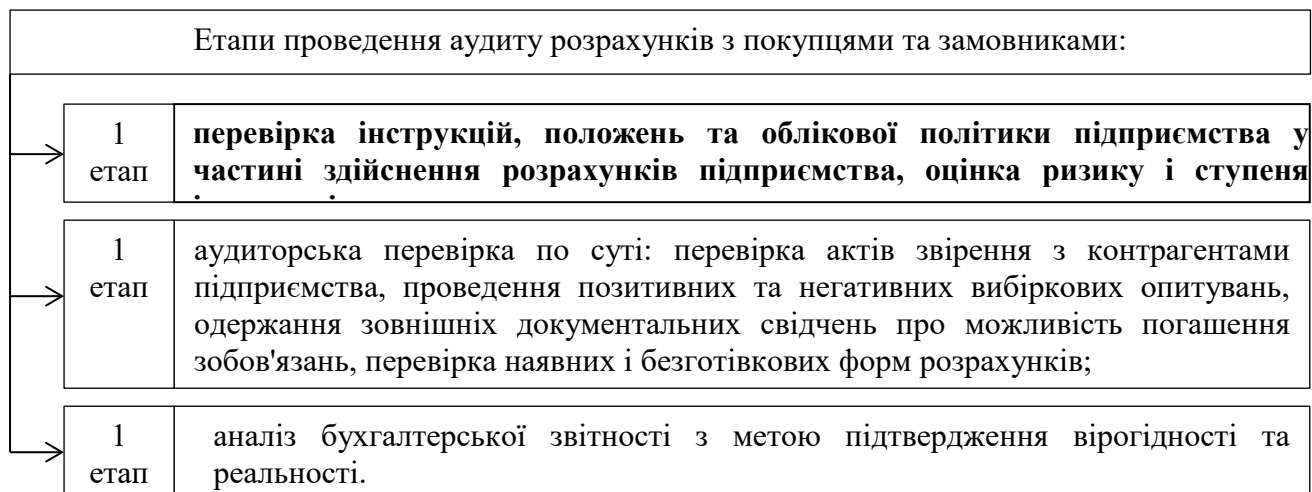 Етапи проведення аудиту розрахунків з покупцями та замовниками:
1
етап
перевірка інструкцій, положень та облікової політики підприємства у
частині здійснення розрахунків підприємства, оцінка ризику і ступеня
1
етап
аудиторська перевірка по суті: перевірка актів звірення з контрагентами
підприємства, проведення позитивних та негативних вибіркових опитувань,
одержання зовнішніх документальних свідчень про можливість погашення
зобов'язань, перевірка наявних і безготівкових форм розрахунків;
1
етап
аналіз бухгалтерської звітності з метою підтвердження вірогідності та
реальності.